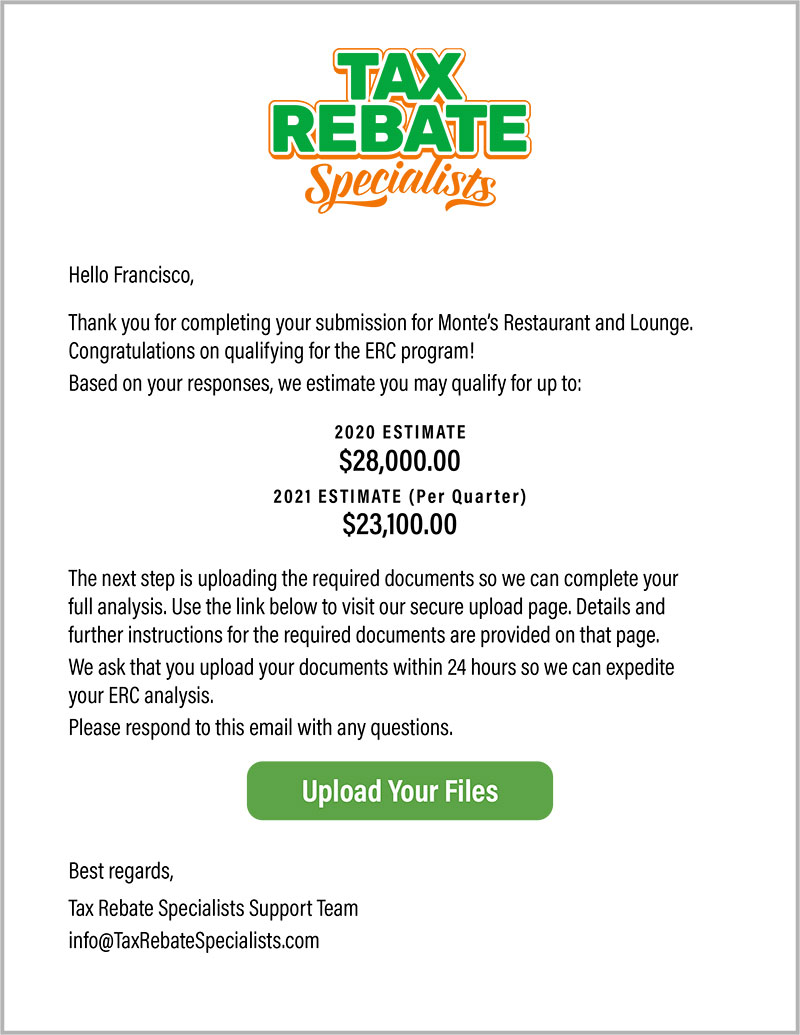 TAX
REBATE
Specialists
Hello Francisco,
Thank you for completing your submission for Monte's Restaurant and Lounge.
Congratulations on qualifying for the ERC program!
Based on your responses, we estimate you may qualify for up to:
2020 ESTIMATE
$28,000.00
2021 ESTIMATE (Per Quarter)
$23,100.00
The next step is uploading the required documents so we can complete your
full analysis. Use the link below to visit our secure upload page. Details and
further instructions for the required documents are provided on that page.
We ask that you upload your documents within 24 hours so we can expedite
your ERC analysis.
Please respond to this email with any questions.
Upload Your Files
Best regards,
Tax Rebate Specialists Support Team
info@TaxRebateSpecialists.com